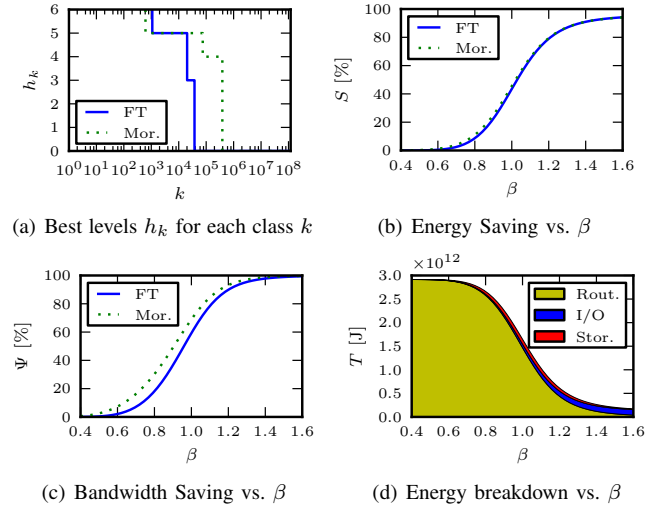 6
5
4
3
2
1
0
h_k
FT
Mor.
10^0 10^1 10^2 10^3 10^4 10^5 10^6 10^7 10^8
k
(a) Best levels h_k for each class k
100
80
60
40
20
0
S [%]
FT
Mor.
0.4 0.6 0.8 1.0 1.2 1.4 1.6
β
(b) Energy Saving vs. β
100
80
60
40
20
0
Ψ [%]
FT
Mor.
0.4 0.6 0.8 1.0 1.2 1.4 1.6
β
(c) Bandwidth Saving vs. β
×10^12
3.0
2.5
2.0
1.5
1.0
0.5
0.0
T [J]
Rout.
I/O
Stor.
0.4 0.6 0.8 1.0 1.2 1.4 1.6
β
(d) Energy breakdown vs. β